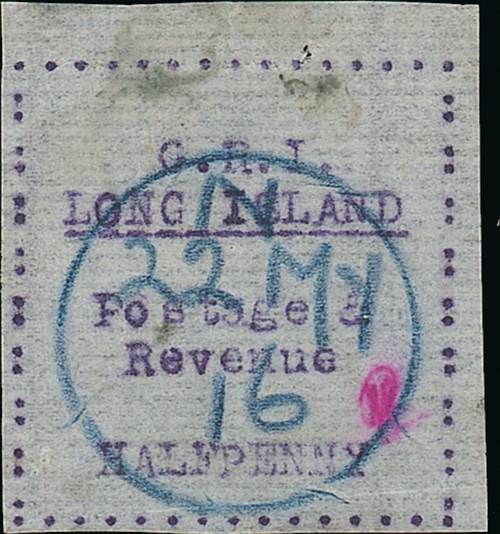 G.R.I.
LONG ISLAND
N
22 MY
Postage &
Revenue
16
HALFPENNY